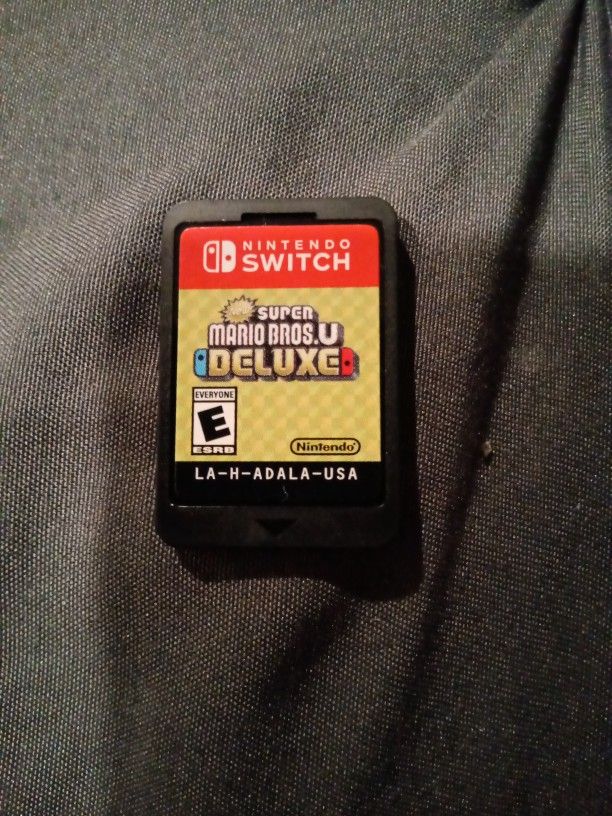 NINTENDO
SWITCH
NEW SUPER
MARIO BROS.U
DELUXE
EVERYONE
E
ESRB
Nintendo
LA-H-ADALA-USA